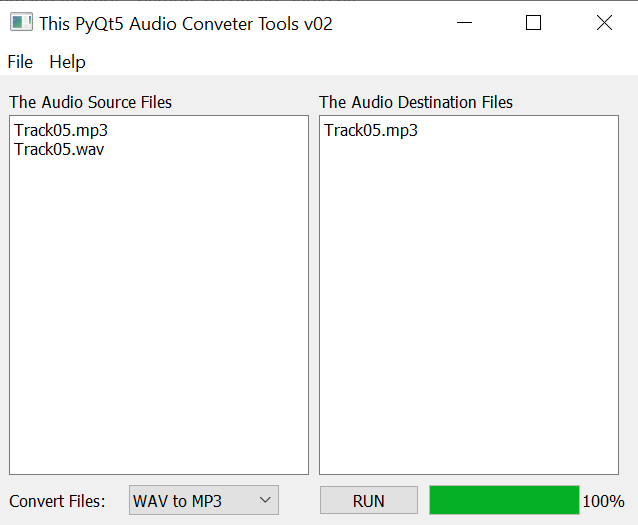 This PyQt5 Audio Conveter Tools v02
File Help
The Audio Source Files
Track05.mp3
Track05.wav
The Audio Destination Files
Track05.mp3
Convert Files: WAV to MP3 RUN 100%